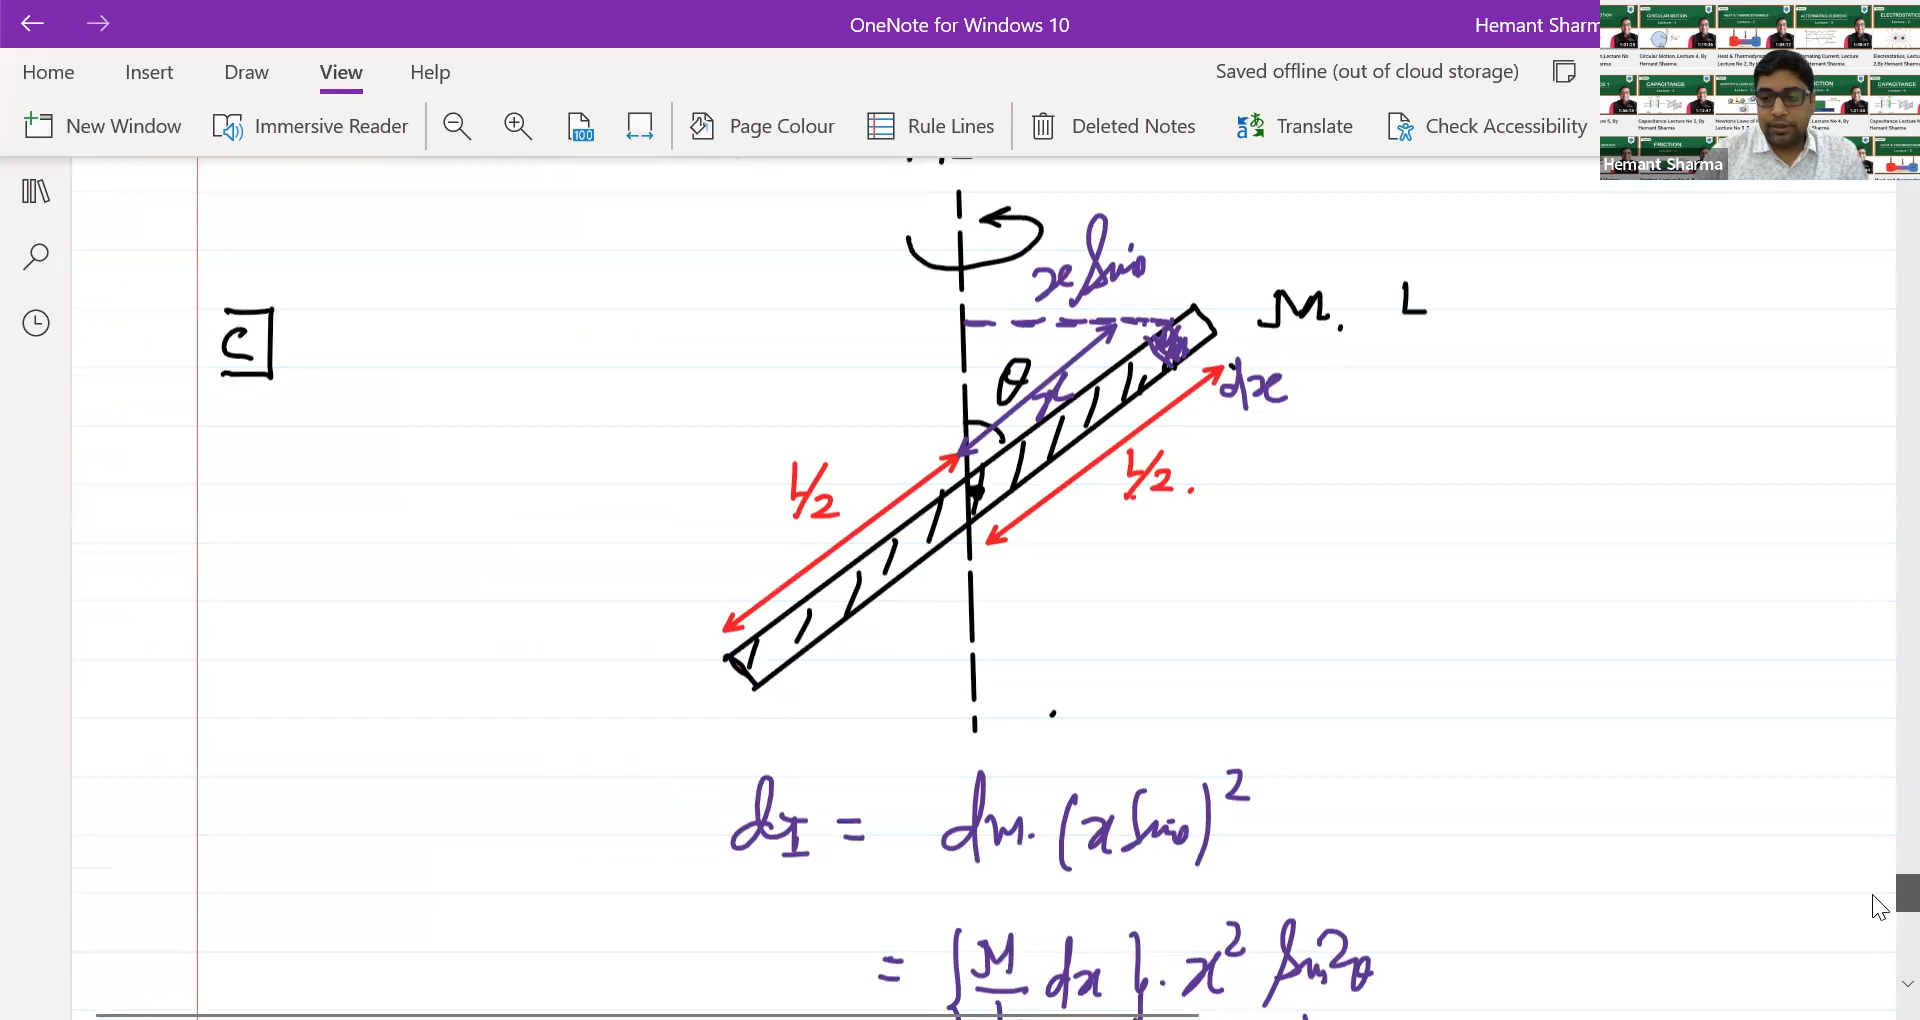 OneNote for Windows 10
Hemant Sharm
Home Insert Draw View Help
Saved offline (out of cloud storage)
New Window Immersive Reader 100 Page Colour Rule Lines Deleted Notes Translate Check Accessibility
Hemant Sharma
x Sinθ
M. L
C
θ
x
dx
L/2
L/2.
dI = dm. (x Sinθ)²
= { M/L dx }. x² Sin²θ